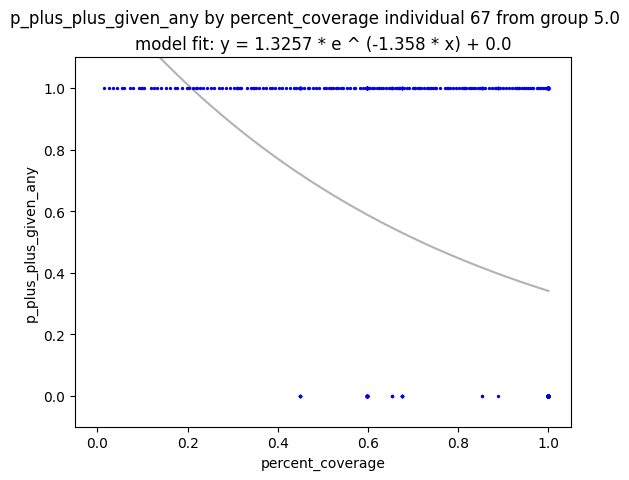 p_plus_plus_given_any by percent_coverage individual 67 from group 5.0
model fit: y = 1.3257 * e ^ (-1.358 * x) + 0.0
1.0
0.8
0.6
0.4
0.2
0.0
p_plus_plus_given_any
0.0 0.2 0.4 0.6 0.8 1.0
percent_coverage